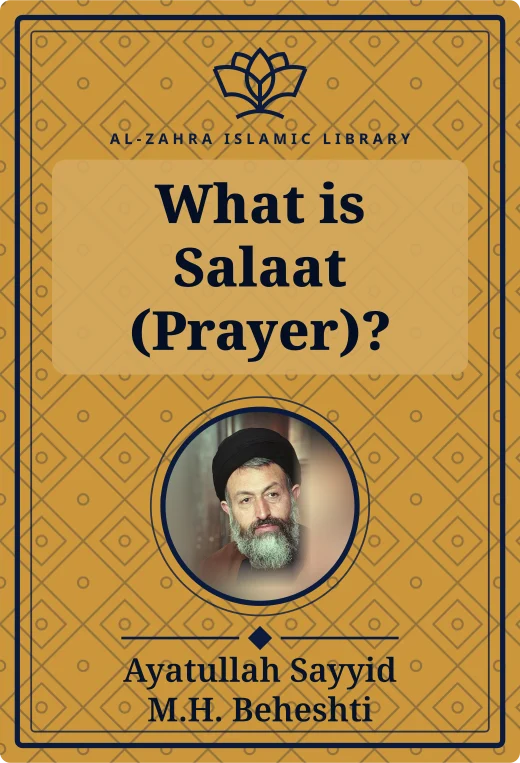 AL-ZAHRA ISLAMIC LIBRARY
What is
Salaat
(Prayer)?
Ayatullah Sayyid
M.H. Beheshti